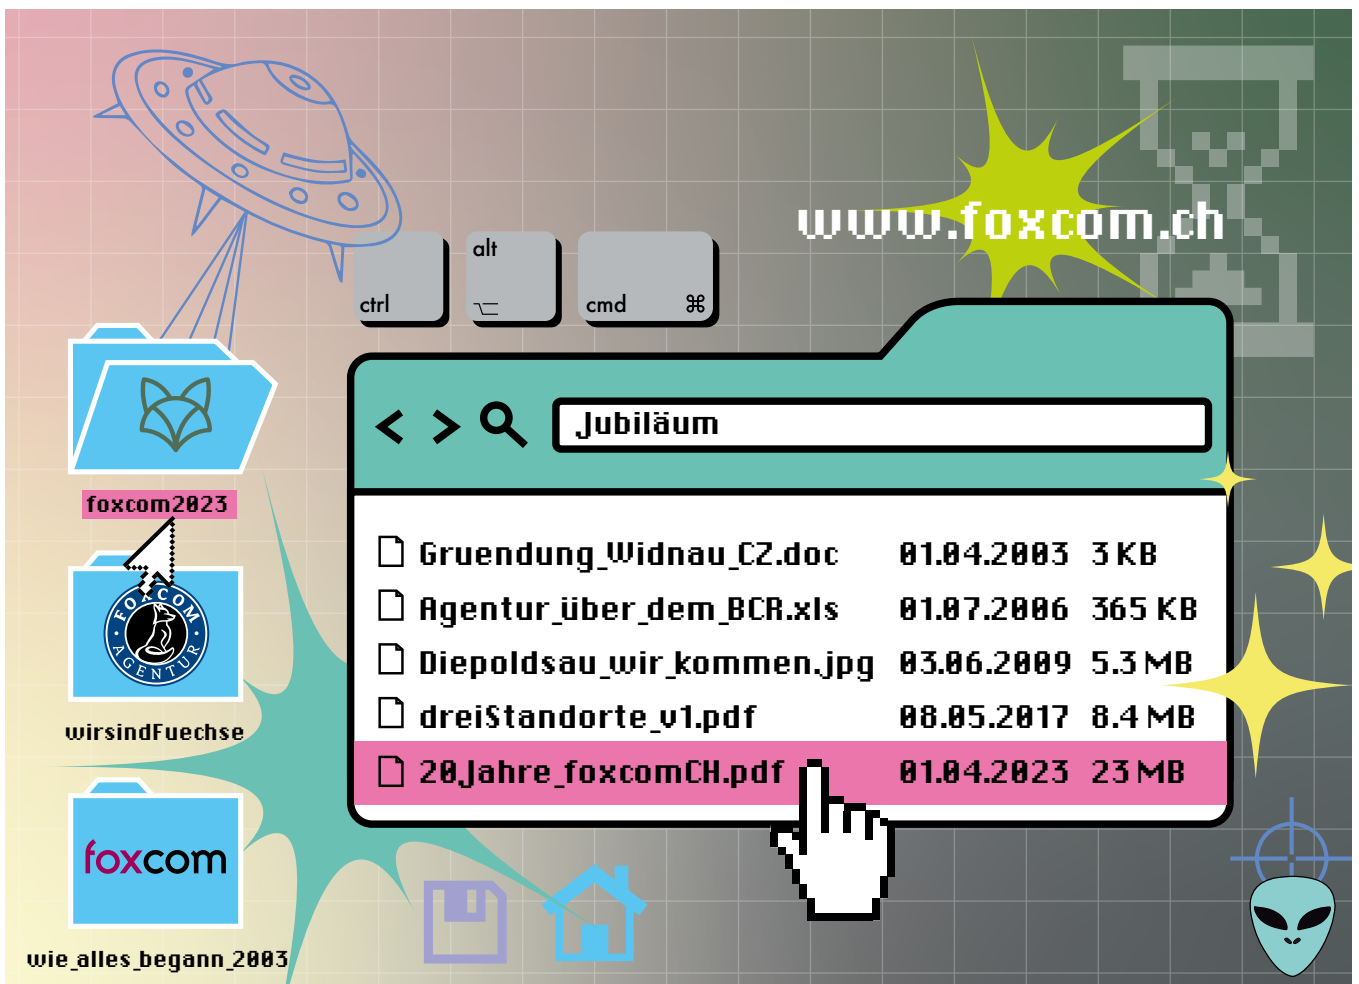 www.foxcom.ch
alt
ctrl
cmd ⌘
Jubiläum
foxcom2023
Gruendung_Widnau_CZ.doc 01.04.2003 3 KB
Agentur_über_dem_BCR.xls 01.07.2006 365 KB
Diepoldsau_wir_kommen.jpg 03.06.2009 5.3 MB
dreiStandorte_v1.pdf 08.05.2017 8.4 MB
20Jahre_foxcomCH.pdf 01.04.2023 23 MB
FOXCOM
AGENTUR
wirsindFuechse
foxcom
wie_alles_begann_2003